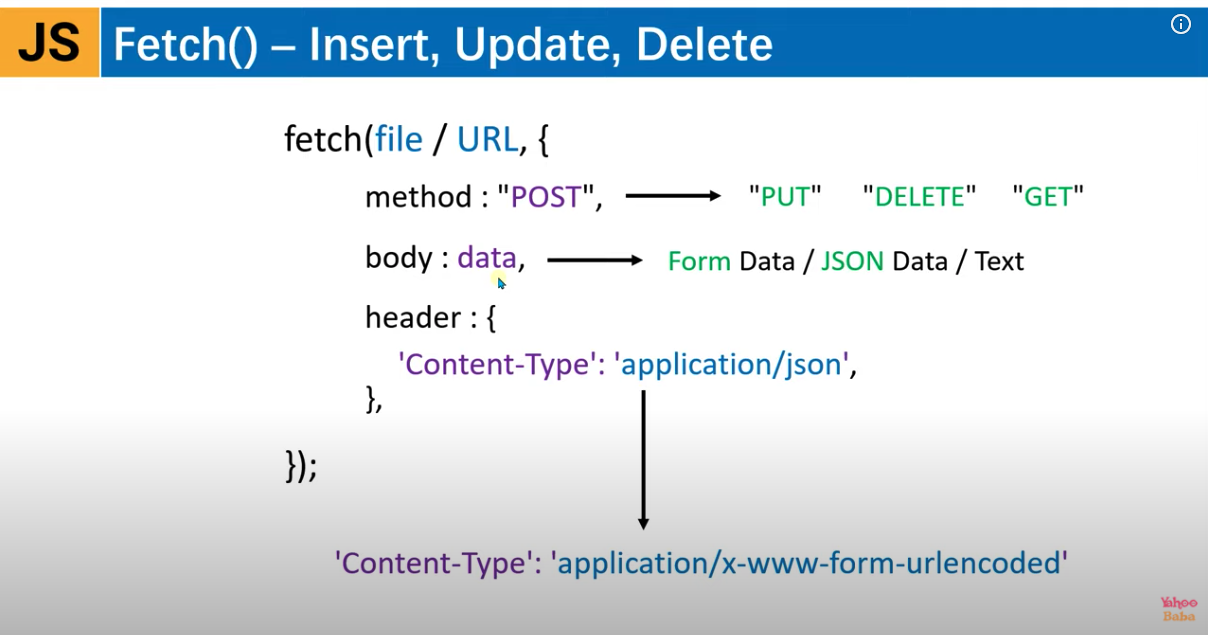 JS Fetch() – Insert, Update, Delete
fetch(file / URL, {
method : "POST", "PUT" "DELETE" "GET"
body : data, Form Data / JSON Data / Text
header : {
'Content-Type': 'application/json',
},
});
'Content-Type': 'application/x-www-form-urlencoded'
Yahoo
Baba